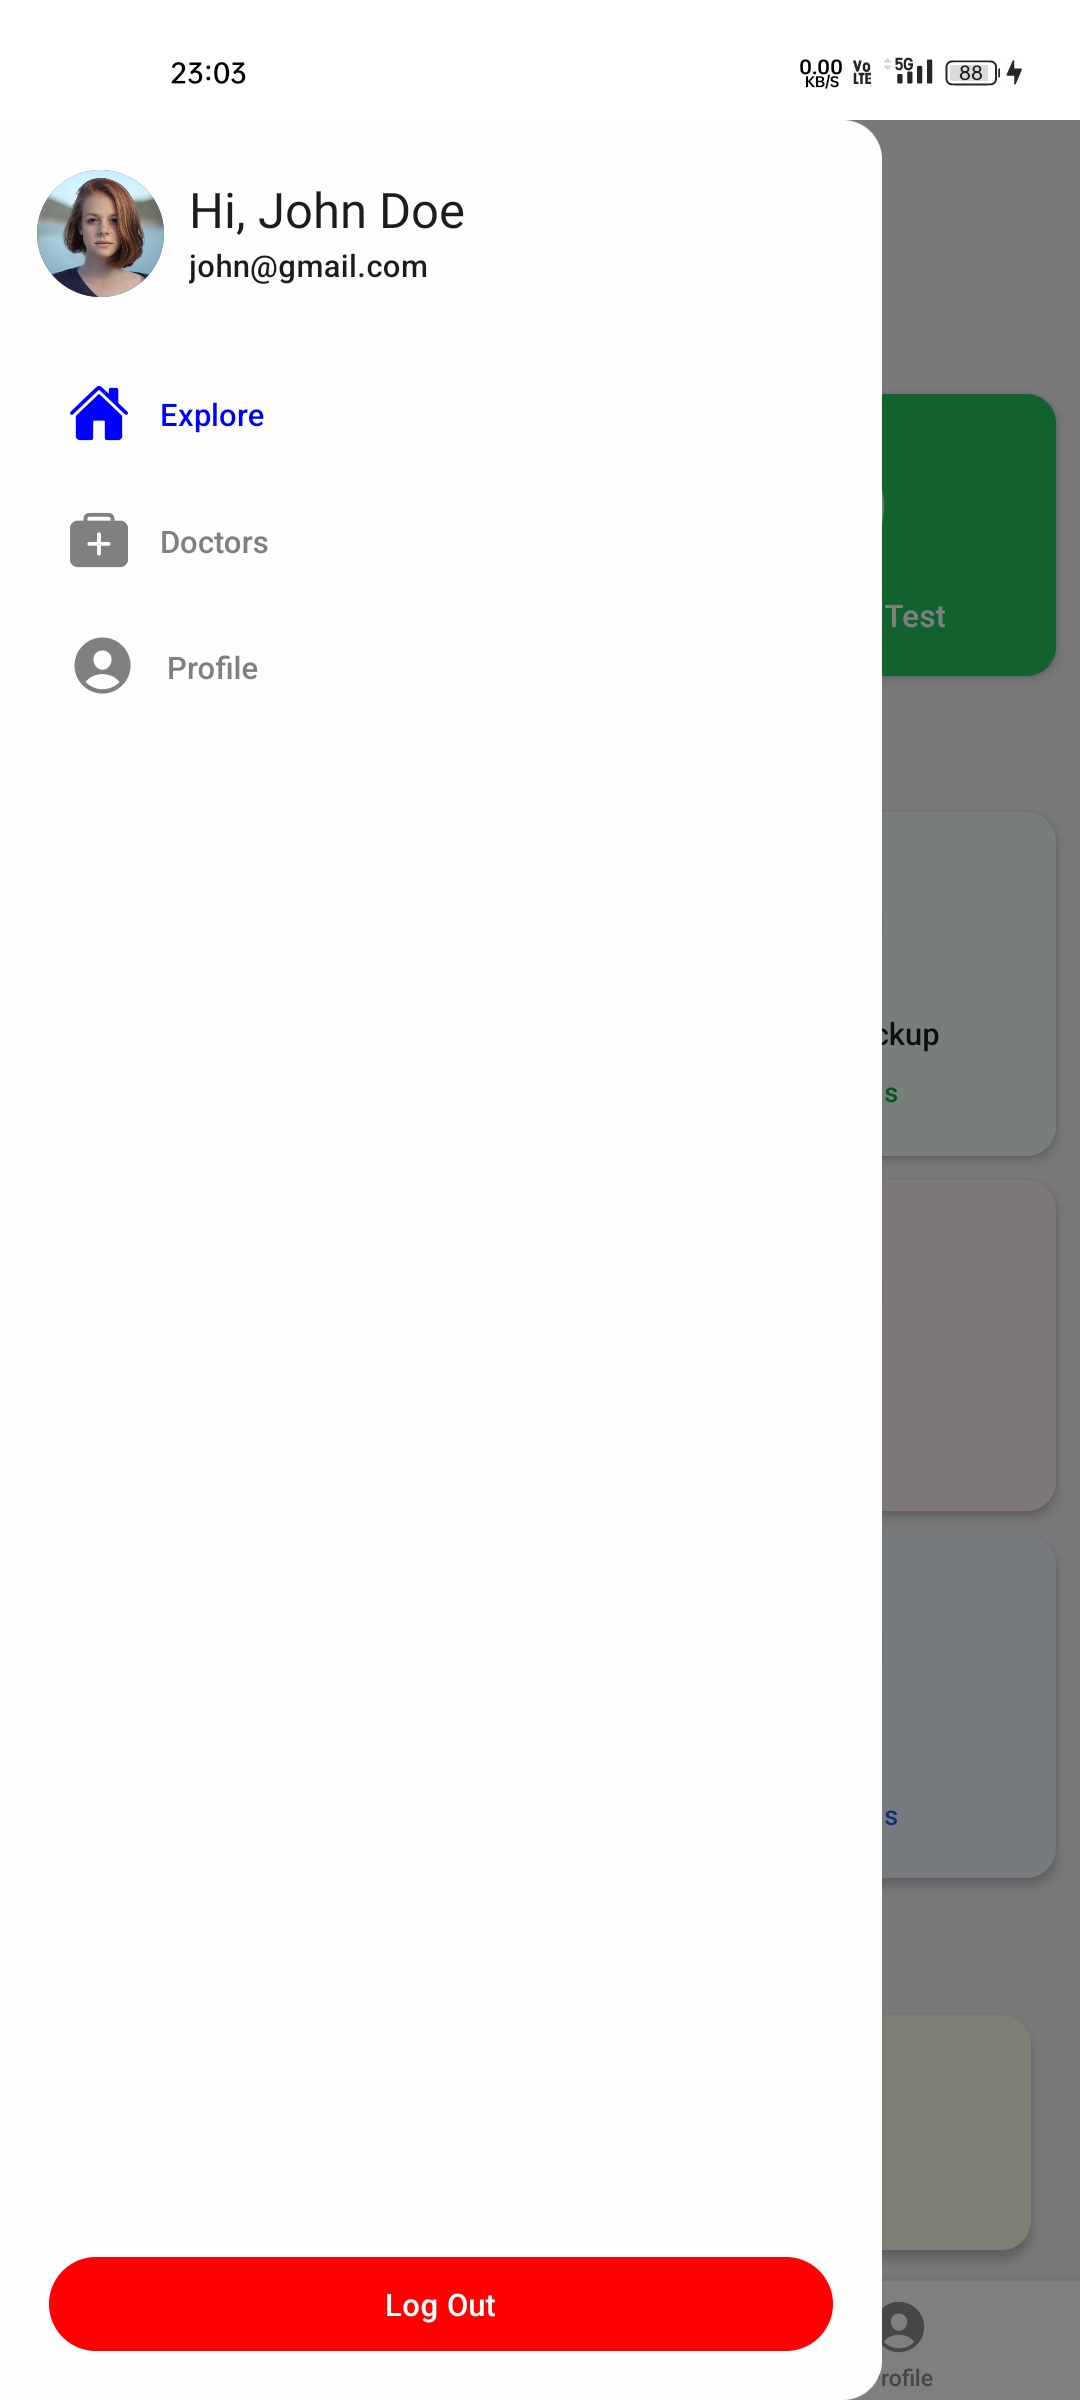 23:03
0.00 KB/S Vo LTE 5G 88
Hi, John Doe
john@gmail.com
Explore
Test
Doctors
Profile
ckup
s
s
Log Out
rofile